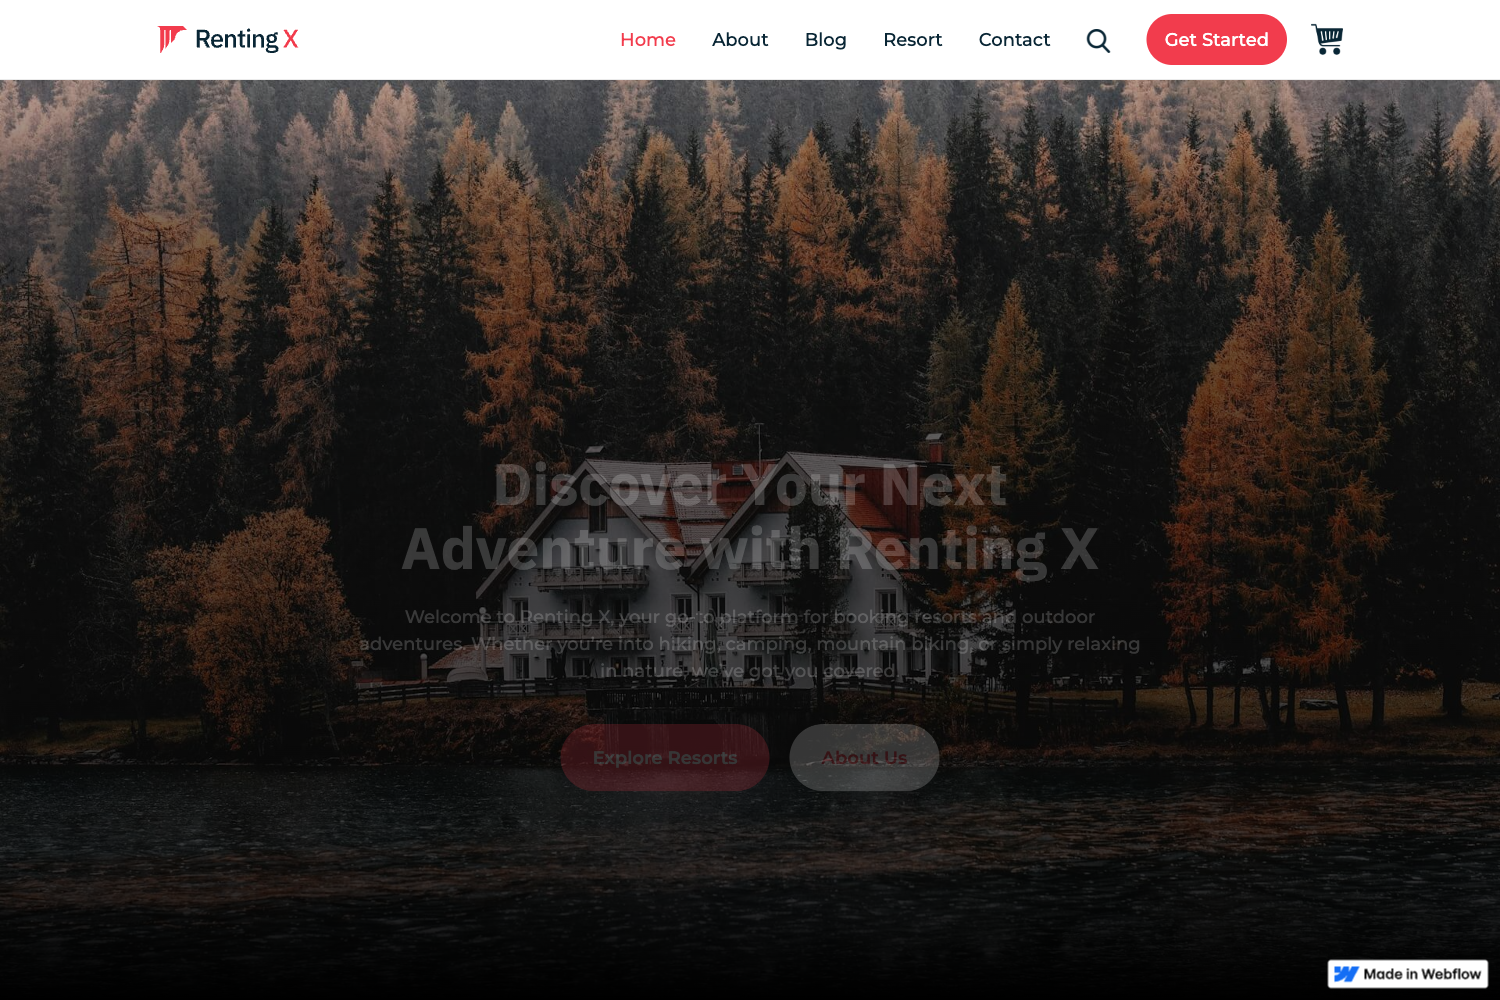 Renting X
Home
About
Blog
Resort
Contact
Get Started
Discover Your Next
Adventure with Renting X
Welcome to Renting X, your go-to platform for booking resorts and outdoor
adventures. Whether you're into hiking, camping, mountain biking, or simply relaxing
in nature, we've got you covered.
Explore Resorts
About Us
Made in Webflow